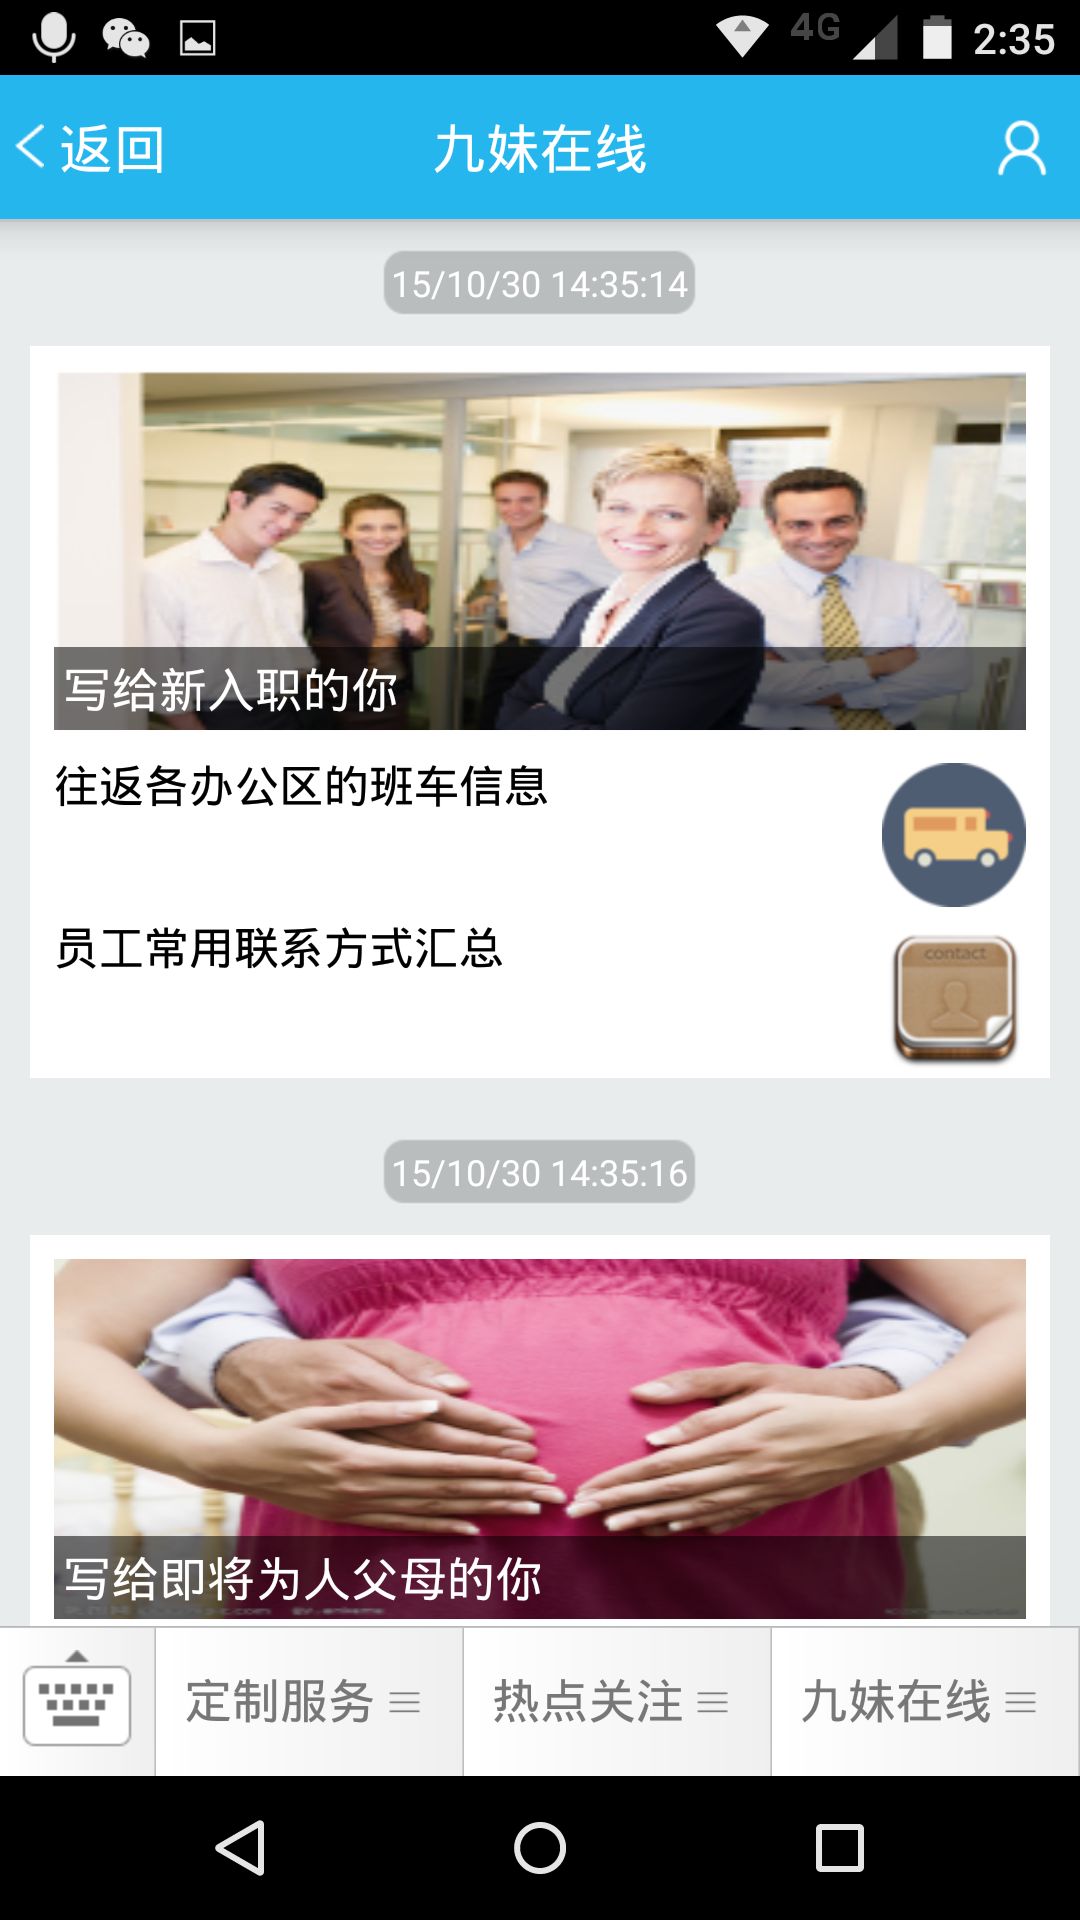 4G 2:35
返回 九妹在线
15/10/30 14:35:14
写给新入职的你
往返各办公区的班车信息
员工常用联系方式汇总
contact
15/10/30 14:35:16
写给即将为人父母的你
定制服务 热点关注 九妹在线